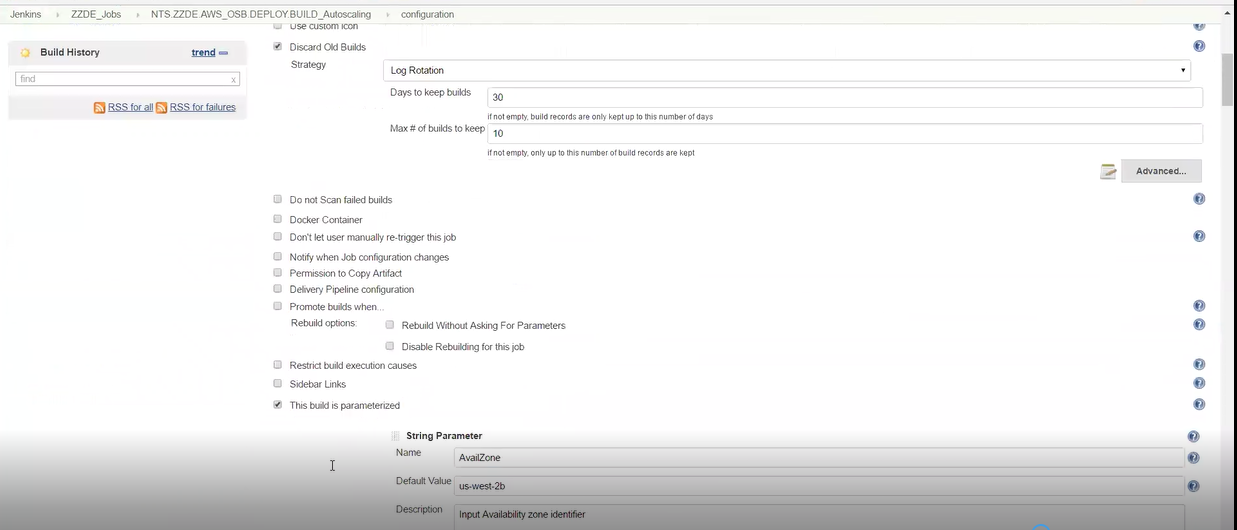 Jenkins › ZZDE_Jobs › NTS.ZZDE.AWS_OSB.DEPLOY.BUILD_Autoscaling › configuration
Use custom icon
Build History trend
find x
RSS for all RSS for failures
Discard Old Builds
Strategy Log Rotation
Days to keep builds 30
if not empty, build records are only kept up to this number of days
Max # of builds to keep 10
if not empty, only up to this number of build records are kept
Advanced...
Do not Scan failed builds
Docker Container
Don't let user manually re-trigger this job
Notify when Job configuration changes
Permission to Copy Artifact
Delivery Pipeline configuration
Promote builds when...
Rebuild options: Rebuild Without Asking For Parameters
Disable Rebuilding for this job
Restrict build execution causes
Sidebar Links
This build is parameterized
String Parameter
Name AvailZone
Default Value us-west-2b
Description Input Availability zone identifier